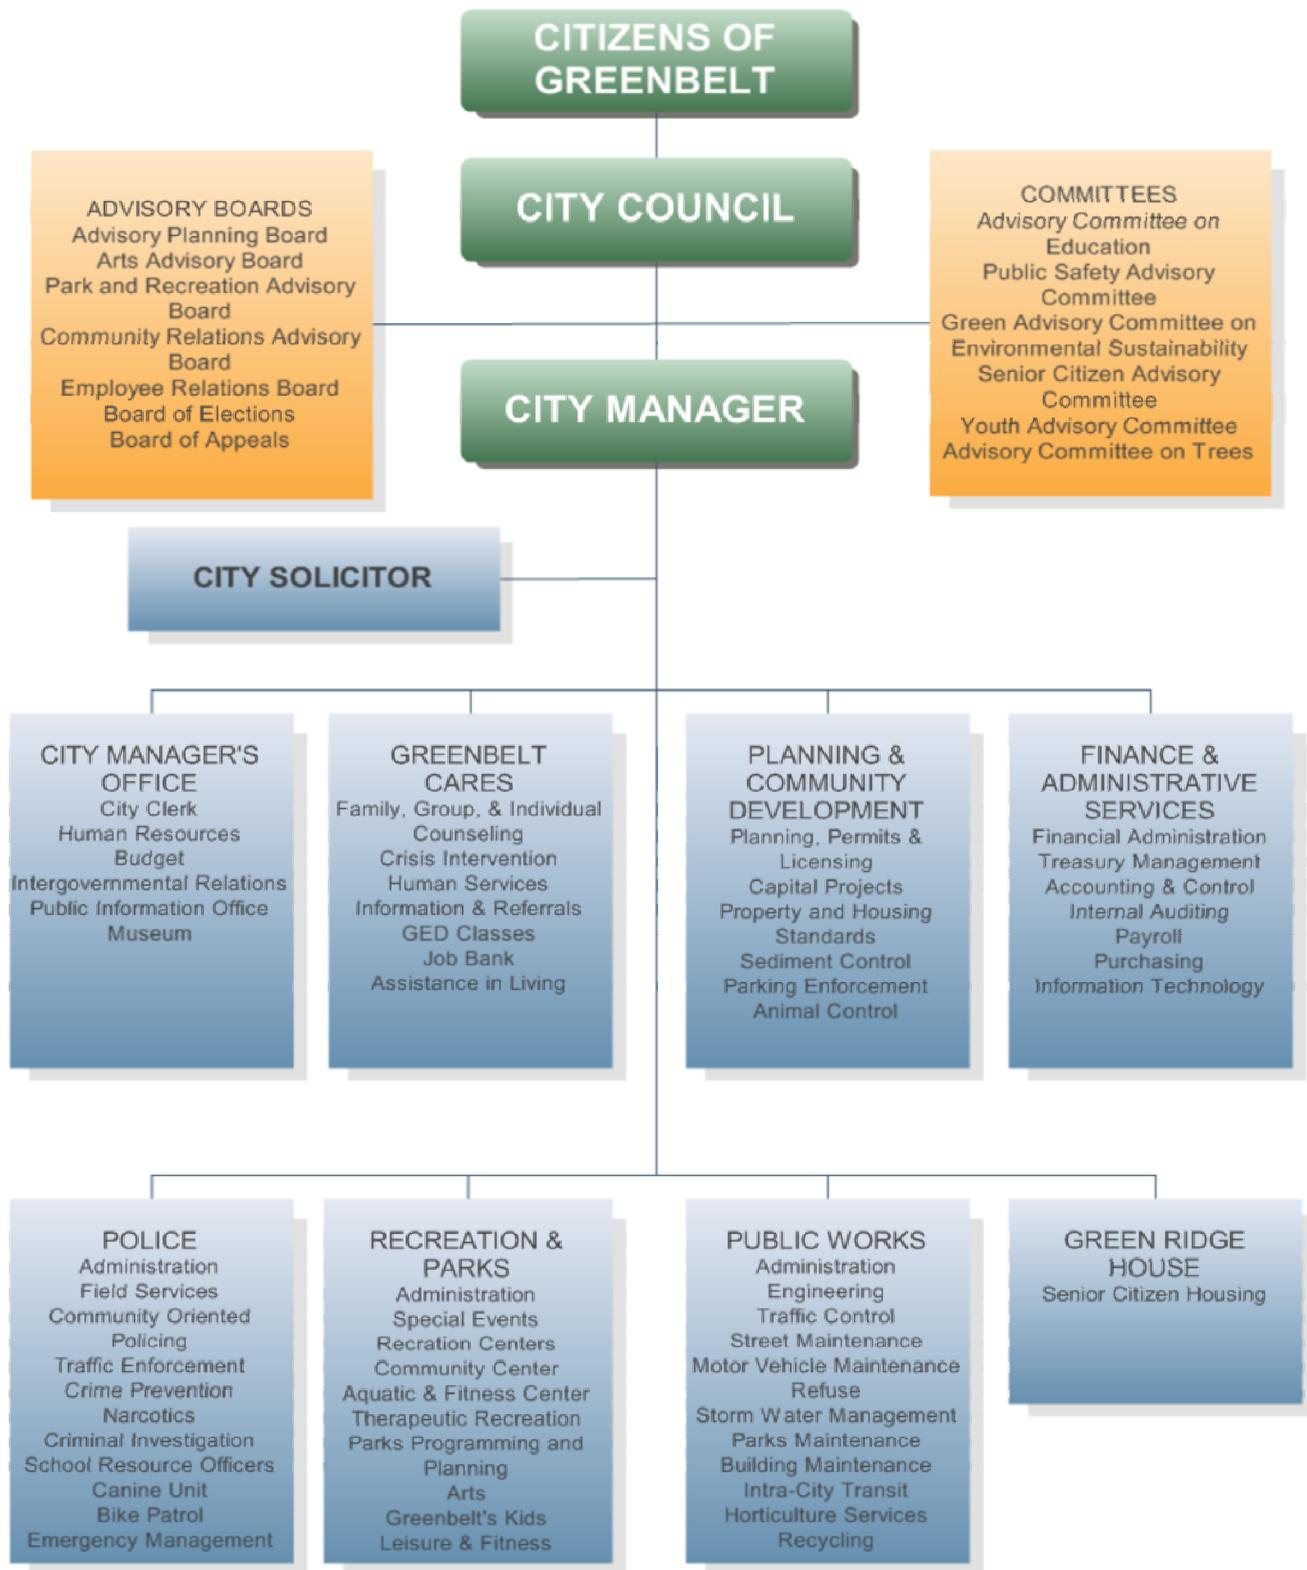 CITIZENS OF
GREENBELT
CITY COUNCIL
ADVISORY BOARDS
Advisory Planning Board
Arts Advisory Board
Park and Recreation Advisory
Board
Community Relations Advisory
Board
Employee Relations Board
Board of Elections
Board of Appeals
COMMITTEES
Advisory Committee on
Education
Public Safety Advisory
Committee
Green Advisory Committee on
Environmental Sustainability
Senior Citizen Advisory
Committee
Youth Advisory Committee
Advisory Committee on Trees
CITY MANAGER
CITY SOLICITOR
CITY MANAGER'S
OFFICE
City Clerk
Human Resources
Budget
Intergovernmental Relations
Public Information Office
Museum
GREENBELT
CARES
Family, Group, & Individual
Counseling
Crisis Intervention
Human Services
Information & Referrals
GED Classes
Job Bank
Assistance in Living
PLANNING &
COMMUNITY
DEVELOPMENT
Planning, Permits &
Licensing
Capital Projects
Property and Housing
Standards
Sediment Control
Parking Enforcement
Animal Control
FINANCE &
ADMINISTRATIVE
SERVICES
Financial Administration
Treasury Management
Accounting & Control
Internal Auditing
Payroll
Purchasing
Information Technology
POLICE
Administration
Field Services
Community Oriented
Policing
Traffic Enforcement
Crime Prevention
Narcotics
Criminal Investigation
School Resource Officers
Canine Unit
Bike Patrol
Emergency Management
RECREATION &
PARKS
Administration
Special Events
Recration Centers
Community Center
Aquatic & Fitness Center
Therapeutic Recreation
Parks Programming and
Planning
Arts
Greenbelt's Kids
Leisure & Fitness
PUBLIC WORKS
Administration
Engineering
Traffic Control
Street Maintenance
Motor Vehicle Maintenance
Refuse
Storm Water Management
Parks Maintenance
Building Maintenance
Intra-City Transit
Horticulture Services
Recycling
GREEN RIDGE
HOUSE
Senior Citizen Housing